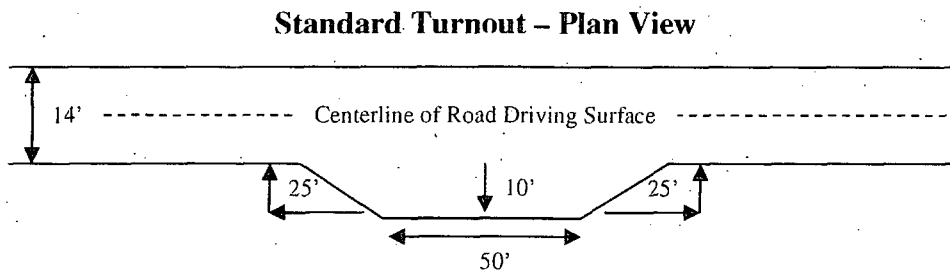 Standard Turnout – Plan View
14'
Centerline of Road Driving Surface
25'
10'
25'
50'